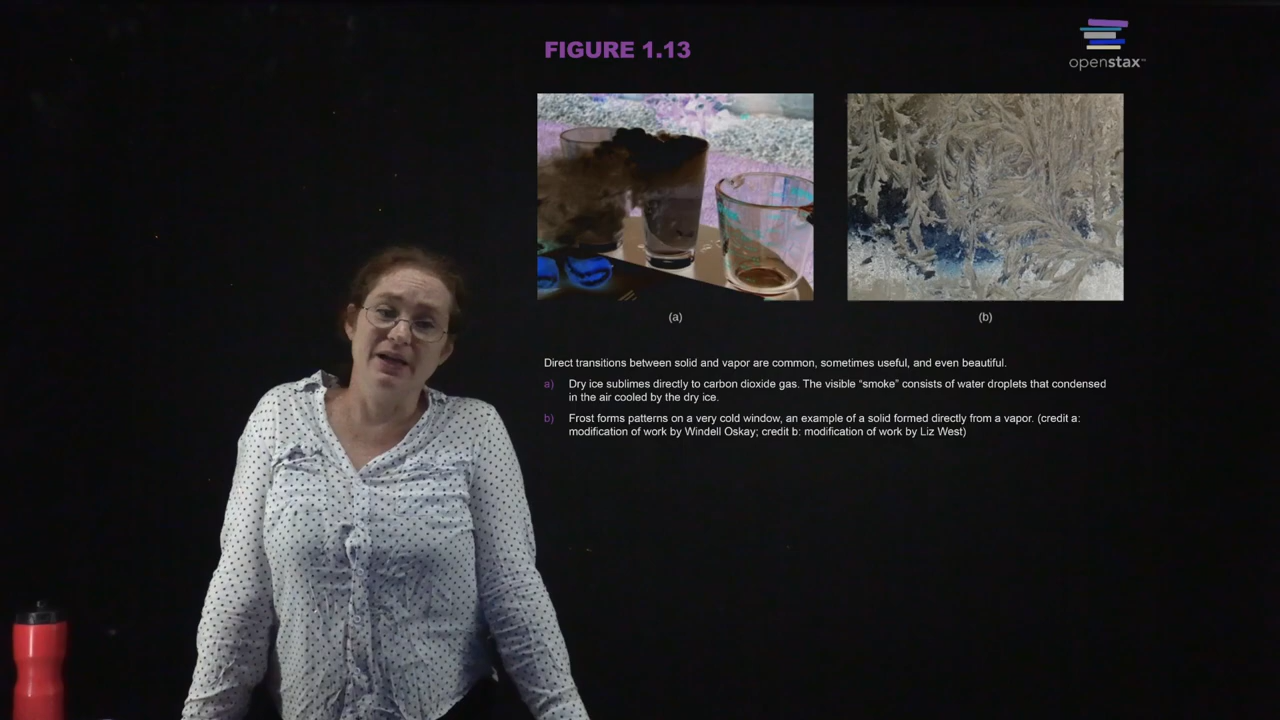 FIGURE 1.13
openstax™
(a)
(b)
Direct transitions between solid and vapor are common, sometimes useful, and even beautiful.
a) Dry ice sublimes directly to carbon dioxide gas. The visible “smoke” consists of water droplets that condensed
in the air cooled by the dry ice.
b) Frost forms patterns on a very cold window, an example of a solid formed directly from a vapor. (credit a:
modification of work by Windell Oskay; credit b: modification of work by Liz West)